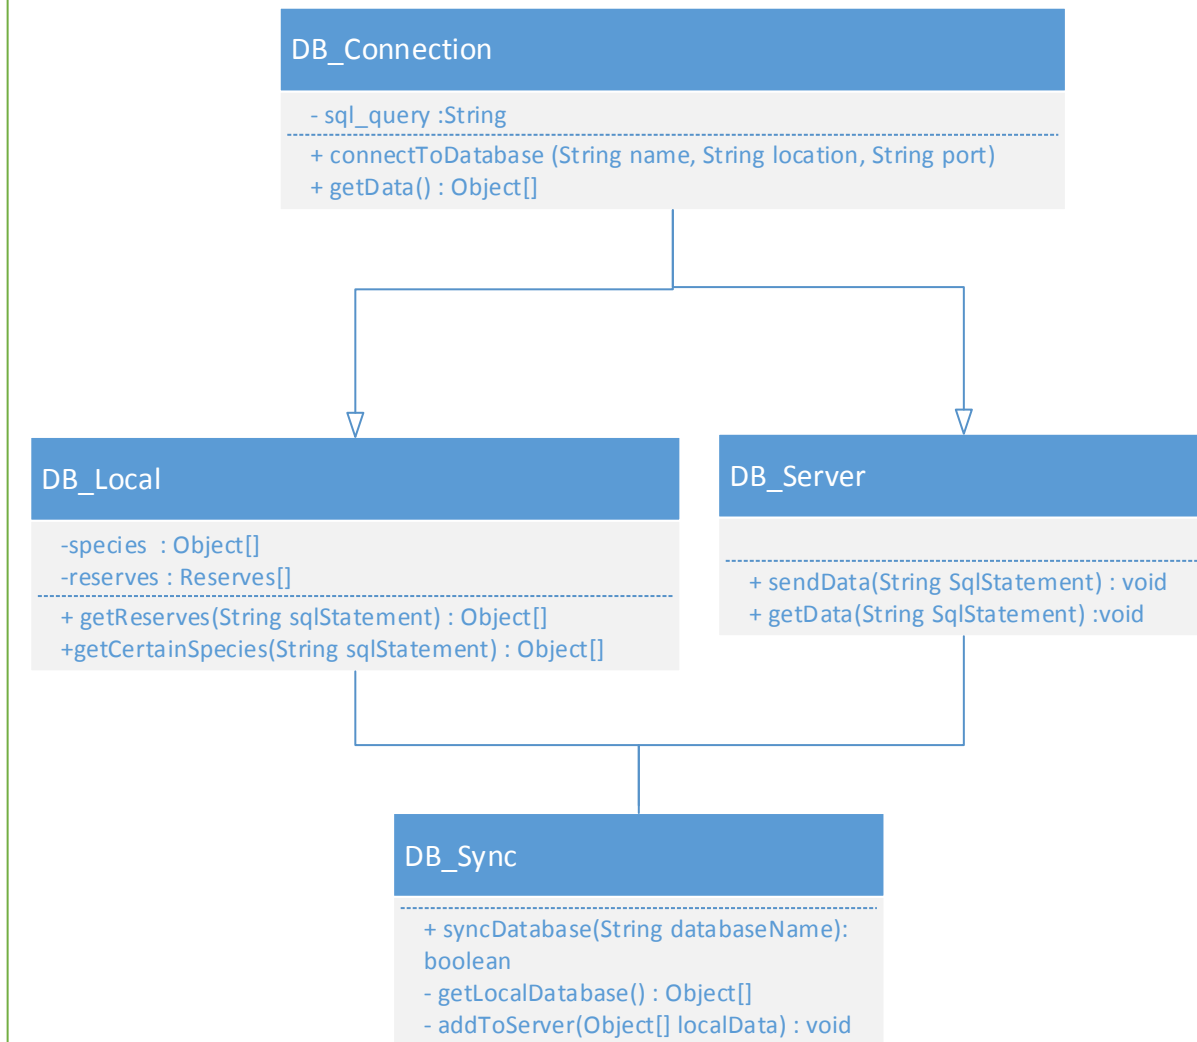 DB_Connection
- sql_query :String
+ connectToDatabase (String name, String location, String port)
+ getData() : Object[]
DB_Local
-species  : Object[]
-reserves : Reserves[]
+ getReserves(String sqlStatement) : Object[]
+getCertainSpecies(String sqlStatement) : Object[]
DB_Server
+ sendData(String SqlStatement) : void
+ getData(String SqlStatement) :void
DB_Sync
+ syncDatabase(String databaseName):
boolean
- getLocalDatabase() : Object[]
- addToServer(Object[] localData) : void